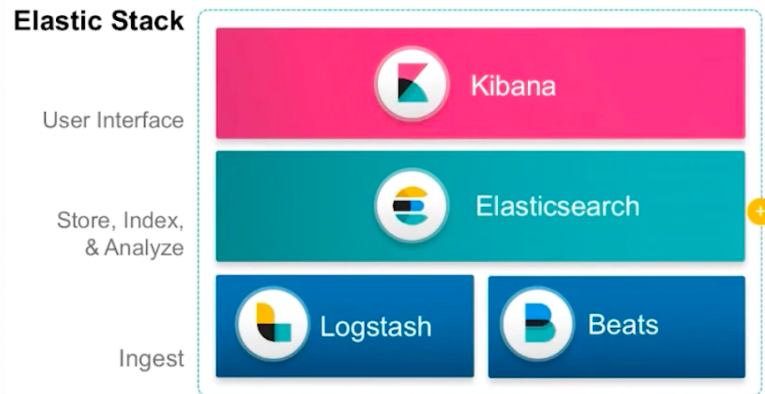 Elastic Stack
Kibana
User Interface
Elasticsearch
Store, Index,
& Analyze
+
Logstash
Beats
Ingest